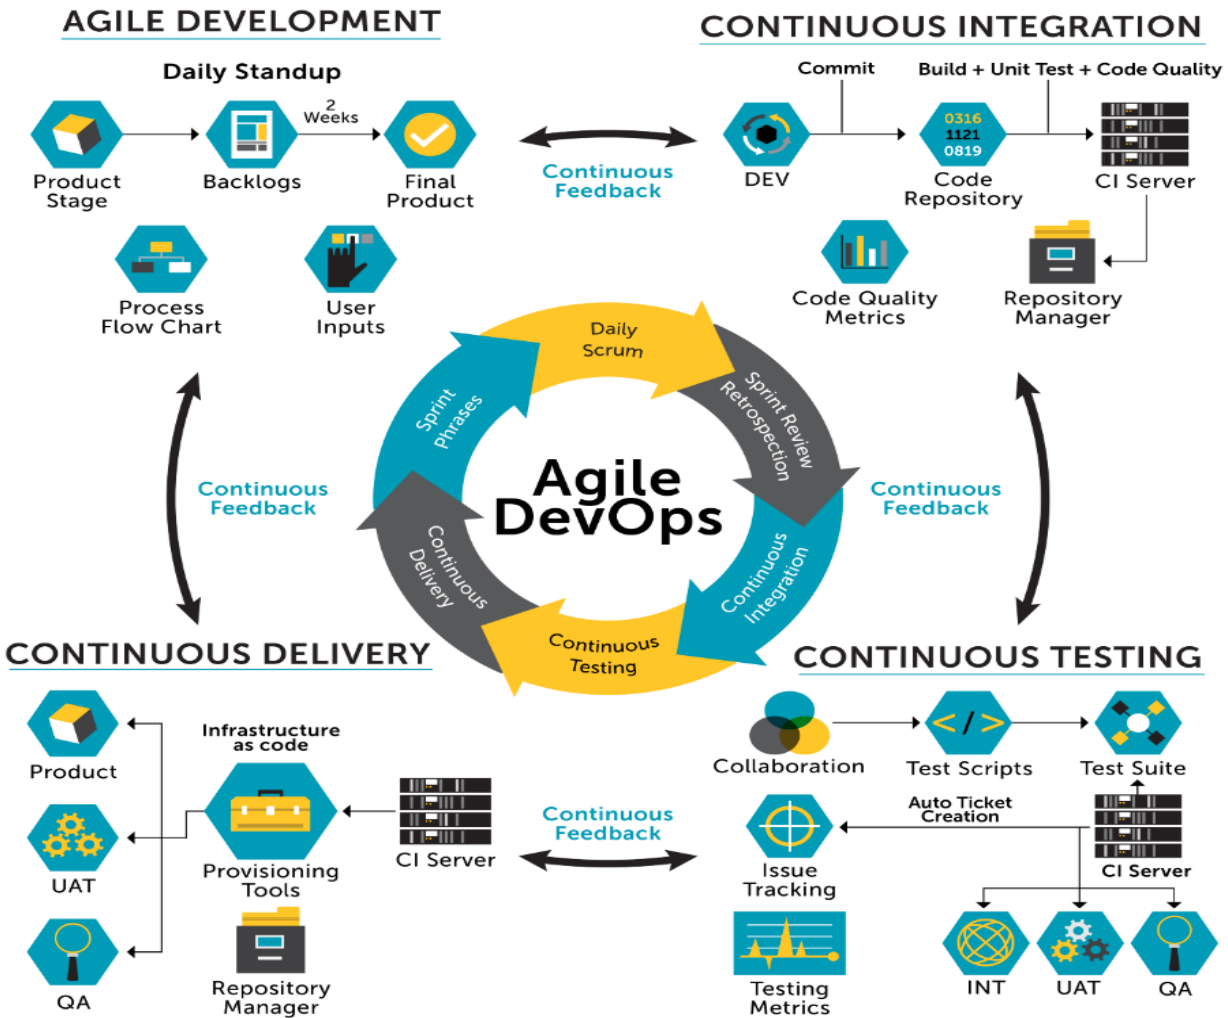 AGILE DEVELOPMENT
Daily Standup
2
Weeks
Product
Stage
Backlogs
Final
Product
Process
Flow Chart
User
Inputs
Continuous
Feedback
CONTINUOUS INTEGRATION
Commit
Build + Unit Test + Code Quality
0316
1121
0819
DEV
Code
Repository
CI Server
Code Quality
Metrics
Repository
Manager
Daily
Scrum
Sprint Review
Retrospection
Continuous
Integration
Continuous
Testing
Continuous
Delivery
Sprint
Phrases
Agile
DevOps
Continuous
Feedback
Continuous
Feedback
CONTINUOUS DELIVERY
Product
Infrastructure
as code
UAT
Provisioning
Tools
CI Server
QA
Repository
Manager
Continuous
Feedback
CONTINUOUS TESTING
Collaboration
< / >
Test Scripts
Test Suite
Auto Ticket
Creation
Issue
Tracking
CI Server
Testing
Metrics
INT
UAT
QA